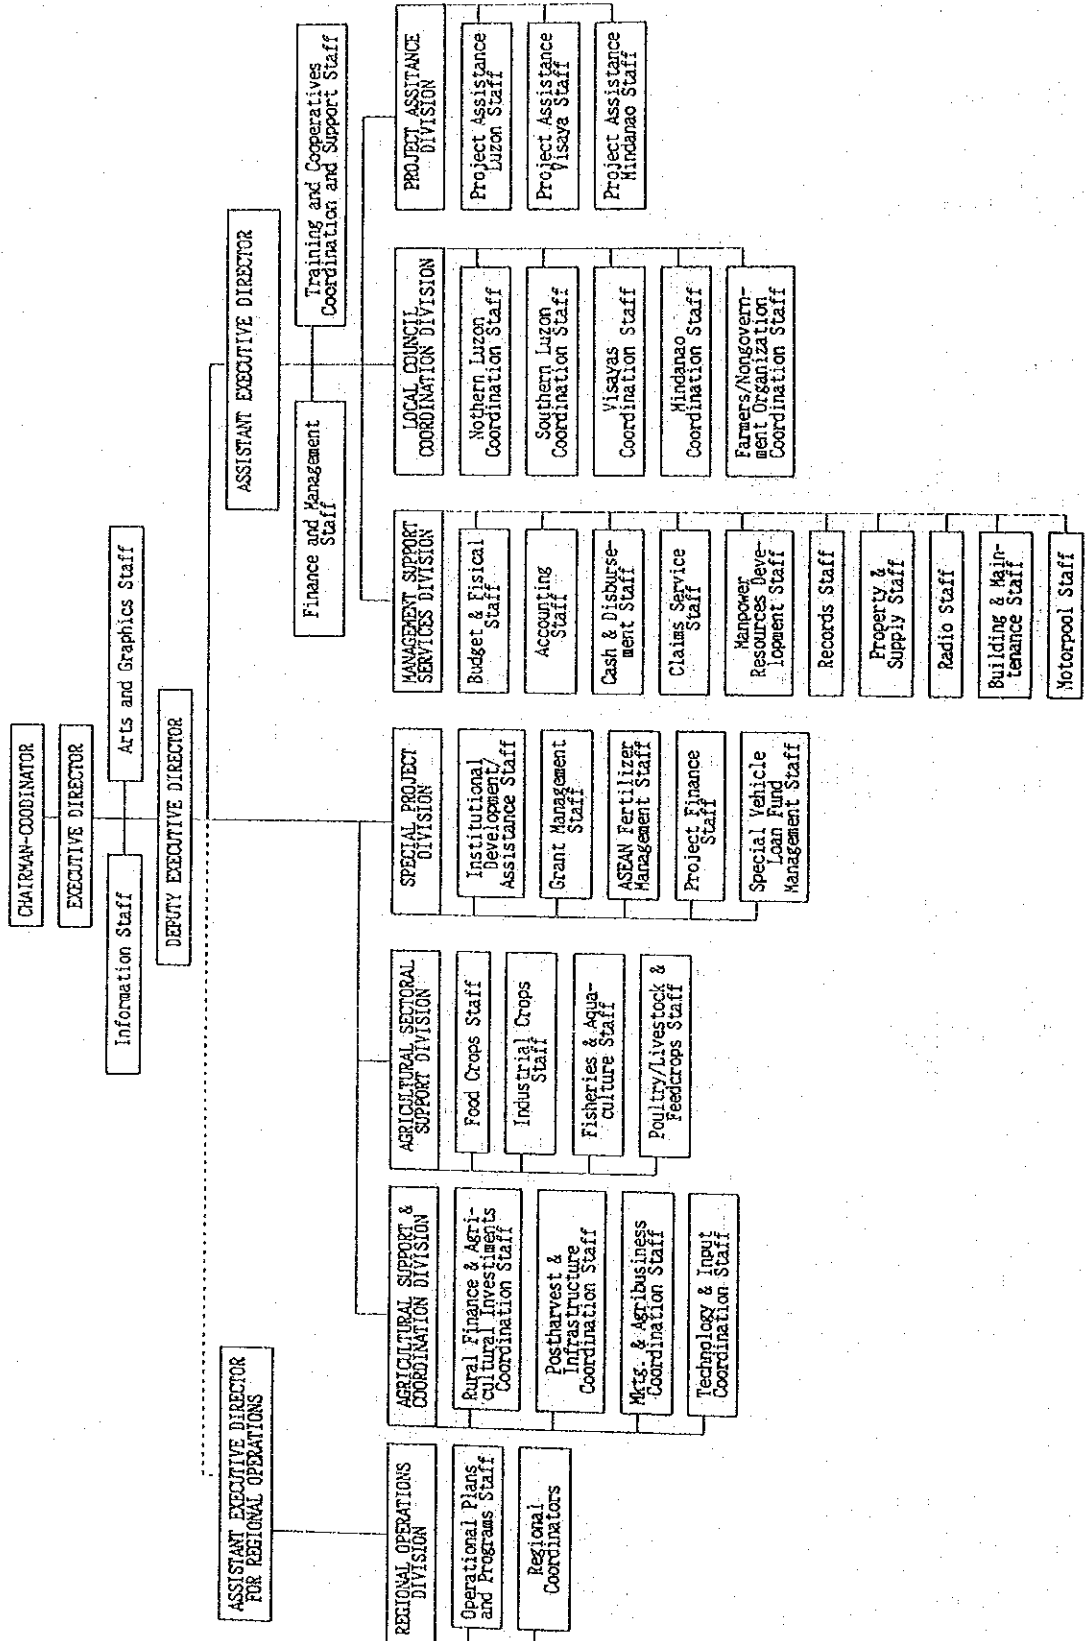 CHAIRMAN-COODINATOR
EXECUTIVE DIRECTOR
Information Staff
Arts and Graphics Staff
DEPUTY EXECUTIVE DIRECTOR
ASSISTANT EXECUTIVE DIRECTOR
FOR REGIONAL OPERATIONS
ASSISTANT EXECUTIVE DIRECTOR
Finance and Management
Staff
Training and Cooperatives
Coordination and Support Staff
REGIONAL OPERATIONS
DIVISION
Operational Plans
and Programs Staff
Regional
Coordinators
AGRICULTURAL SUPPORT &
COORDINATION DIVISION
Rural Finance & Agri-
cultural Investiments
Coordination Staff
Postharvest &
Infrastructure
Coordination Staff
Mktg. & Agribusiness
Coordination Staff
Technology & Input
Coordination Staff
AGRICULTURAL SECTORAL
SUPPORT DIVISION
Food Crops Staff
Industrial Crops
Staff
Fisheries & Aqua-
culture Staff
Poultry/Livestock &
Feedcrops Staff
SPECIAL PROJECT
DIVISION
Institutional
Development/
Assistance Staff
Grant Management
Staff
ASEAN Fertilizer
Management Staff
Project Finance
Staff
Special Vehicle
Loan Fund
Management Staff
MANAGEMENT SUPPORT
SERVICES DIVISION
Budget & Fisical
Staff
Accounting
Staff
Cash & Disburse-
ment Staff
Claims Service
Staff
Manpower
Resources Deve-
lopment Staff
Records Staff
Property &
Supply Staff
Radio Staff
Building & Main-
tenance Staff
Motorpool Staff
LOCAL COUNCIL
COORDINATION DIVISION
Nothern Luzon
Coordination Staff
Southern Luzon
Coordination Staff
Visayas
Coordination Staff
Mindanao
Coordination Staff
Farmers/Nongovern-
ment Organization
Coordination Staff
PROJECT ASSITANCE
DIVISION
Project Assistance
Luzon Staff
Project Assistance
Visaya Staff
Project Assistance
Mindanao Staff